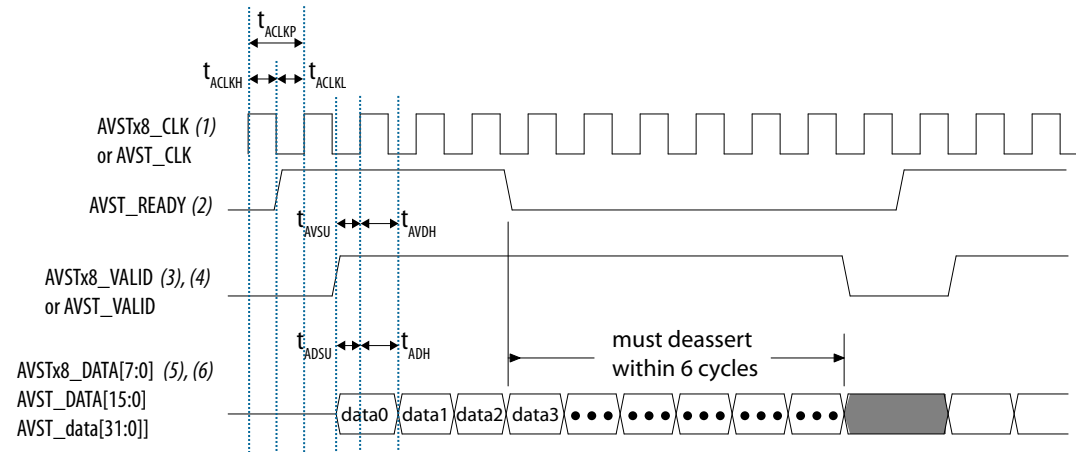 tACLKP
tACLKH
tACLKL
AVSTx8_CLK (1)
or AVST_CLK
AVST_READY (2)
tAVSU
tAVDH
AVSTx8_VALID (3), (4)
or AVST_VALID
tADSU
tADH
must deassert
within 6 cycles
AVSTx8_DATA[7:0] (5), (6)
AVST_DATA[15:0]
AVST_data[31:0]]
data0 data1 data2 data3